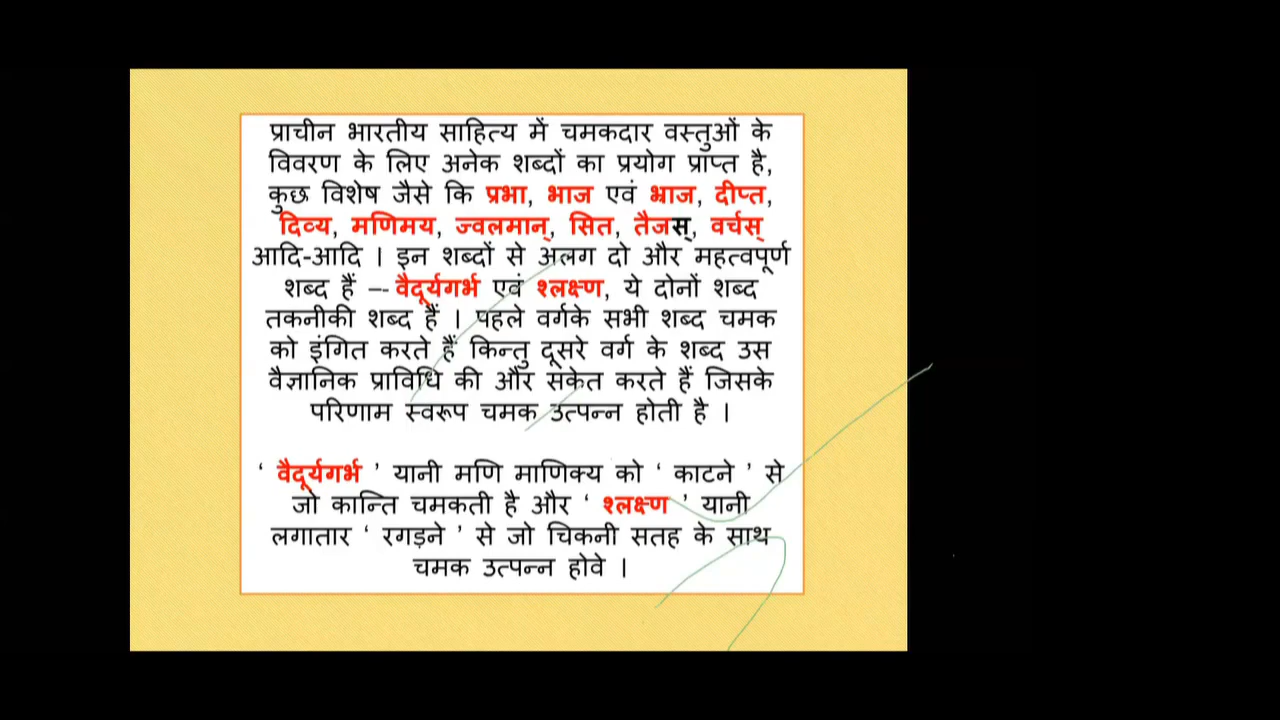 प्राचीन भारतीय साहित्य में चमकदार वस्तुओं के
विवरण के लिए अनेक शब्दों का प्रयोग प्राप्त है,
कुछ विशेष जैसे कि प्रभा, भाज एवं भ्राज, दीप्त,
दिव्य, मणिमय, ज्वलमान्, सित, तैजस्, वर्चस्
आदि-आदि । इन शब्दों से अलग दो और महत्वपूर्ण
शब्द हैं –- वैदूर्यगर्भ एवं श्लक्ष्ण, ये दोनों शब्द
तकनीकी शब्द हैं । पहले वर्गके सभी शब्द चमक
को इंगित करते हैं किन्तु दूसरे वर्ग के शब्द उस
वैज्ञानिक प्राविधि की और संकेत करते हैं जिसके
परिणाम स्वरूप चमक उत्पन्न होती है ।
‘ वैदूर्यगर्भ ’ यानी मणि माणिक्य को ‘ काटने ’ से
जो कान्ति चमकती है और ‘ श्लक्ष्ण ’ यानी
लगातार ‘ रगड़ने ’ से जो चिकनी सतह के साथ
चमक उत्पन्न होवे ।